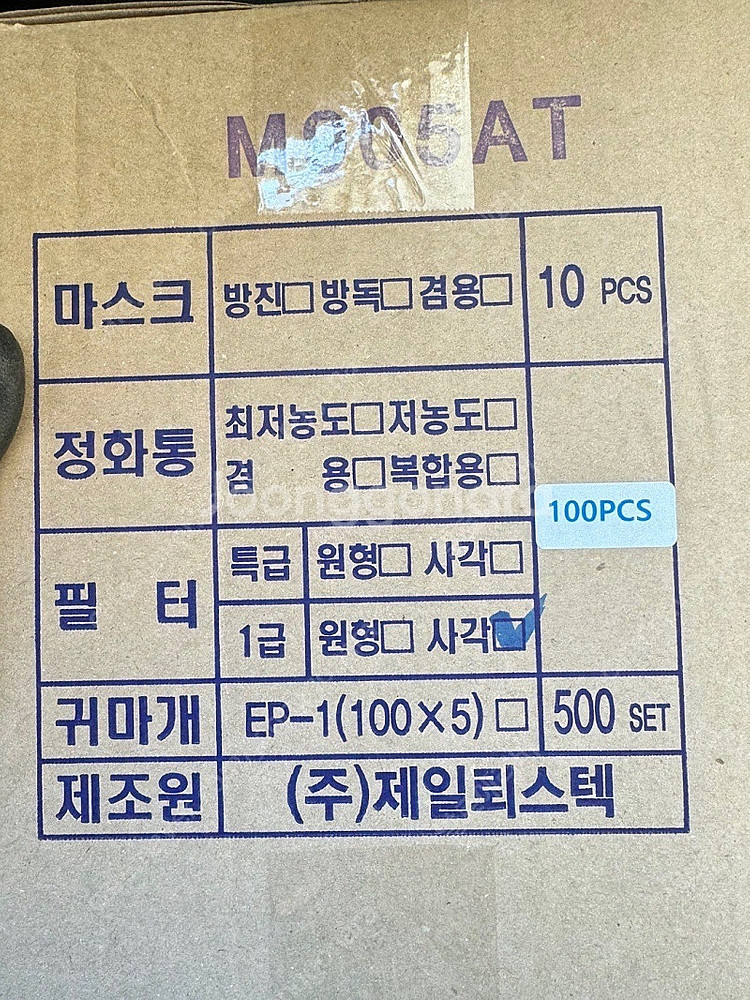 마스크 방진□ 방독□ 겸용□ 10 PCS
정화통 최저농도□ 저농도□
겸 용□ 복합용□
100PCS
필 터 특급 원형□ 사각□
1급 원형□ 사각☑
귀마개 EP-1(100×5) □ 500 SET
제조원 (주)제일뢰스텍